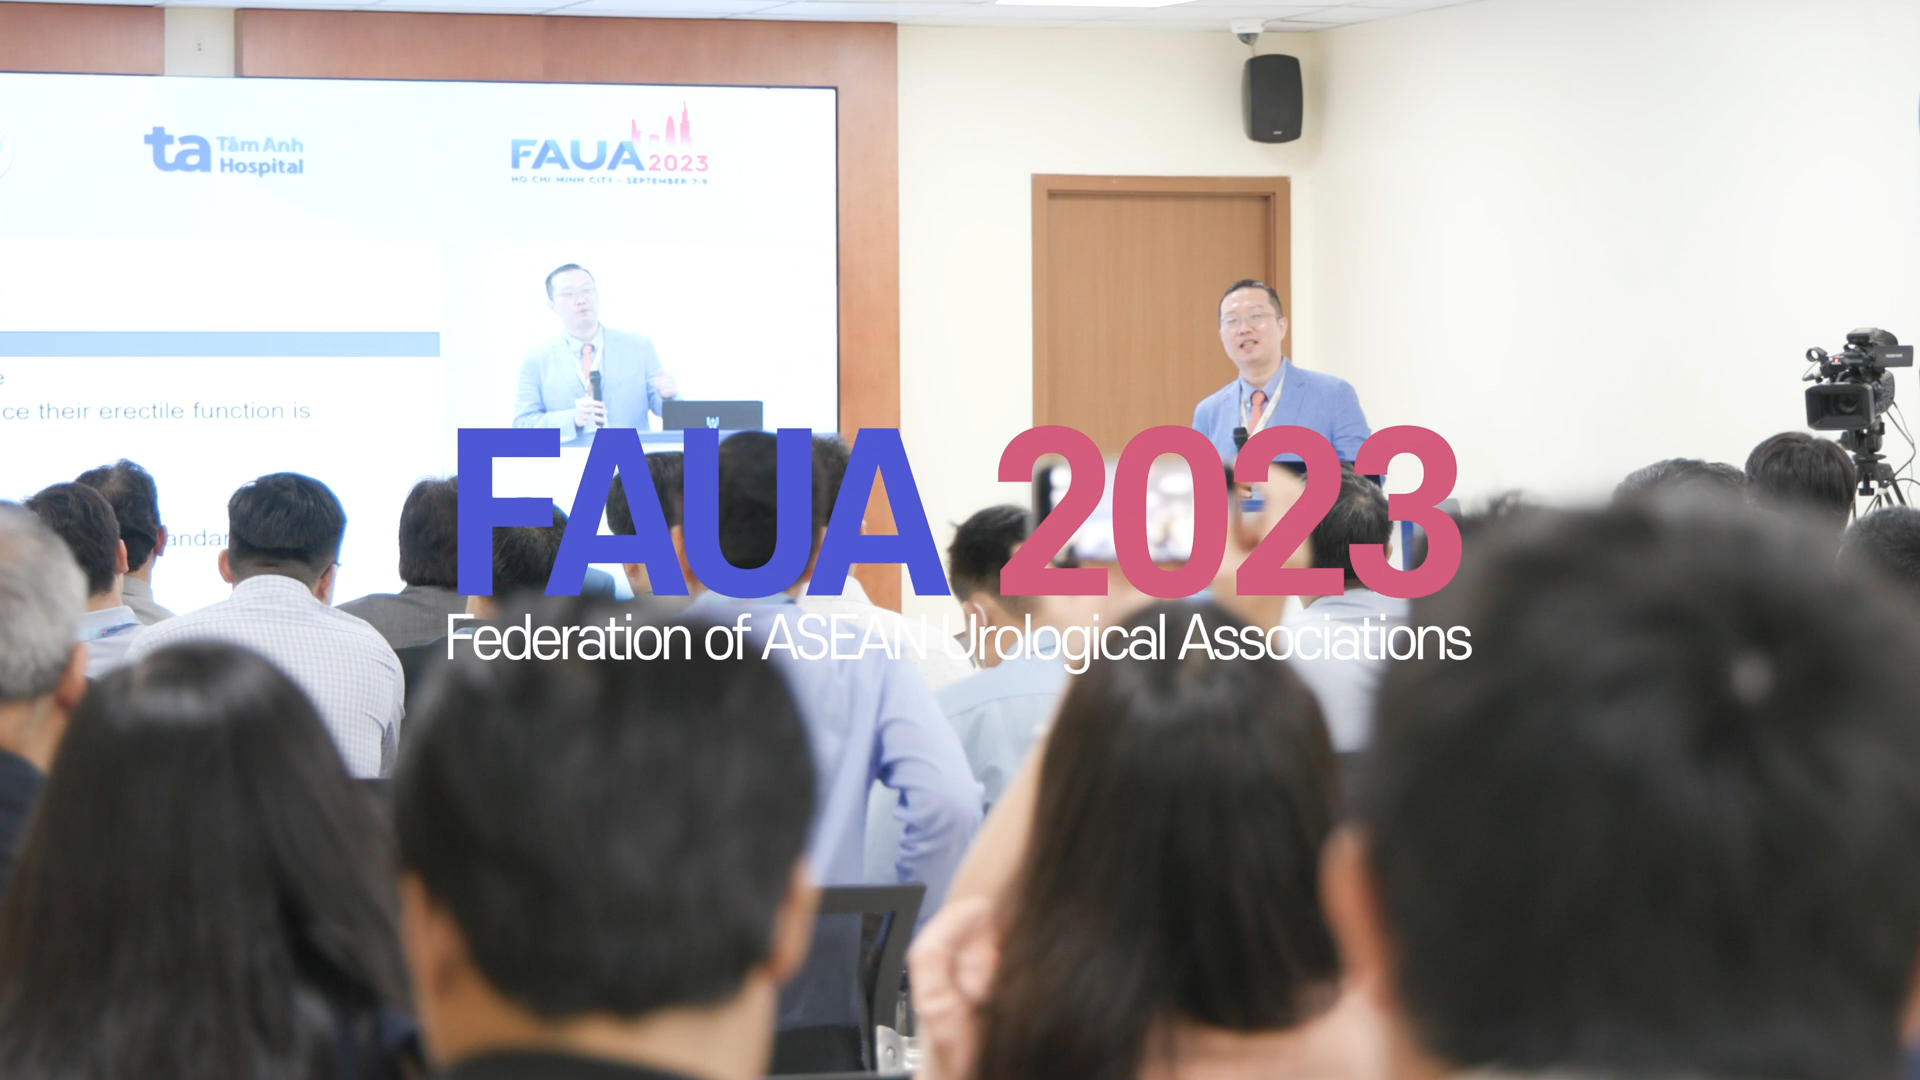 ta Tâm Anh
Hospital
FAUA 2023
HO CHI MINH CITY - SEPTEMBER 7-9
ce their erectile function is
FAUA 2023
Federation of ASEAN Urological Associations